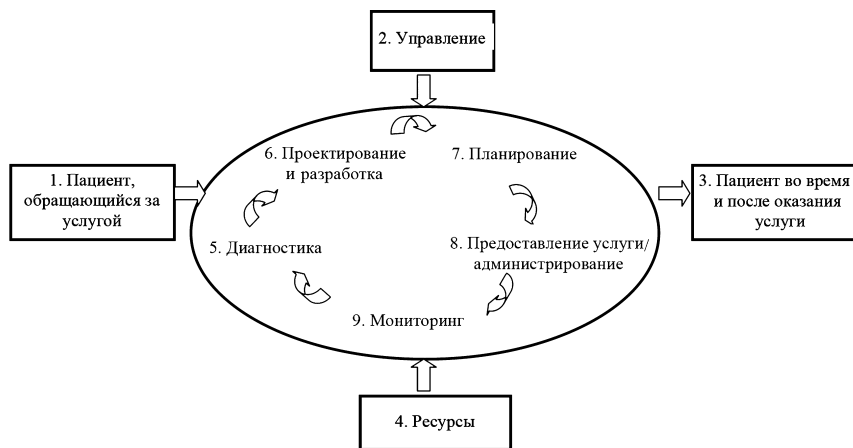 2. Управление
6. Проектирование
и разработка
7. Планирование
1. Пациент,
обращающийся за
услугой
3. Пациент во время
и после оказания
услуги
5. Диагностика
8. Предоставление услуги/
администрирование
9. Мониторинг
4. Ресурсы